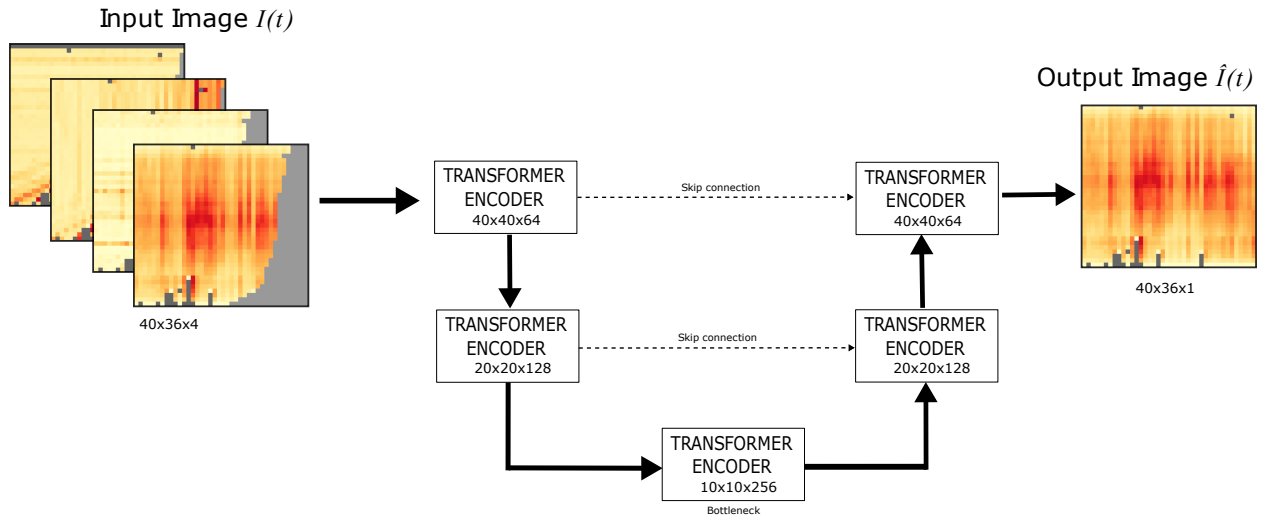 Input Image I(t)
40x36x4
TRANSFORMER
ENCODER
40x40x64
Skip connection
TRANSFORMER
ENCODER
40x40x64
TRANSFORMER
ENCODER
20x20x128
Skip connection
TRANSFORMER
ENCODER
20x20x128
TRANSFORMER
ENCODER
10x10x256
Bottleneck
Output Image Î(t)
40x36x1